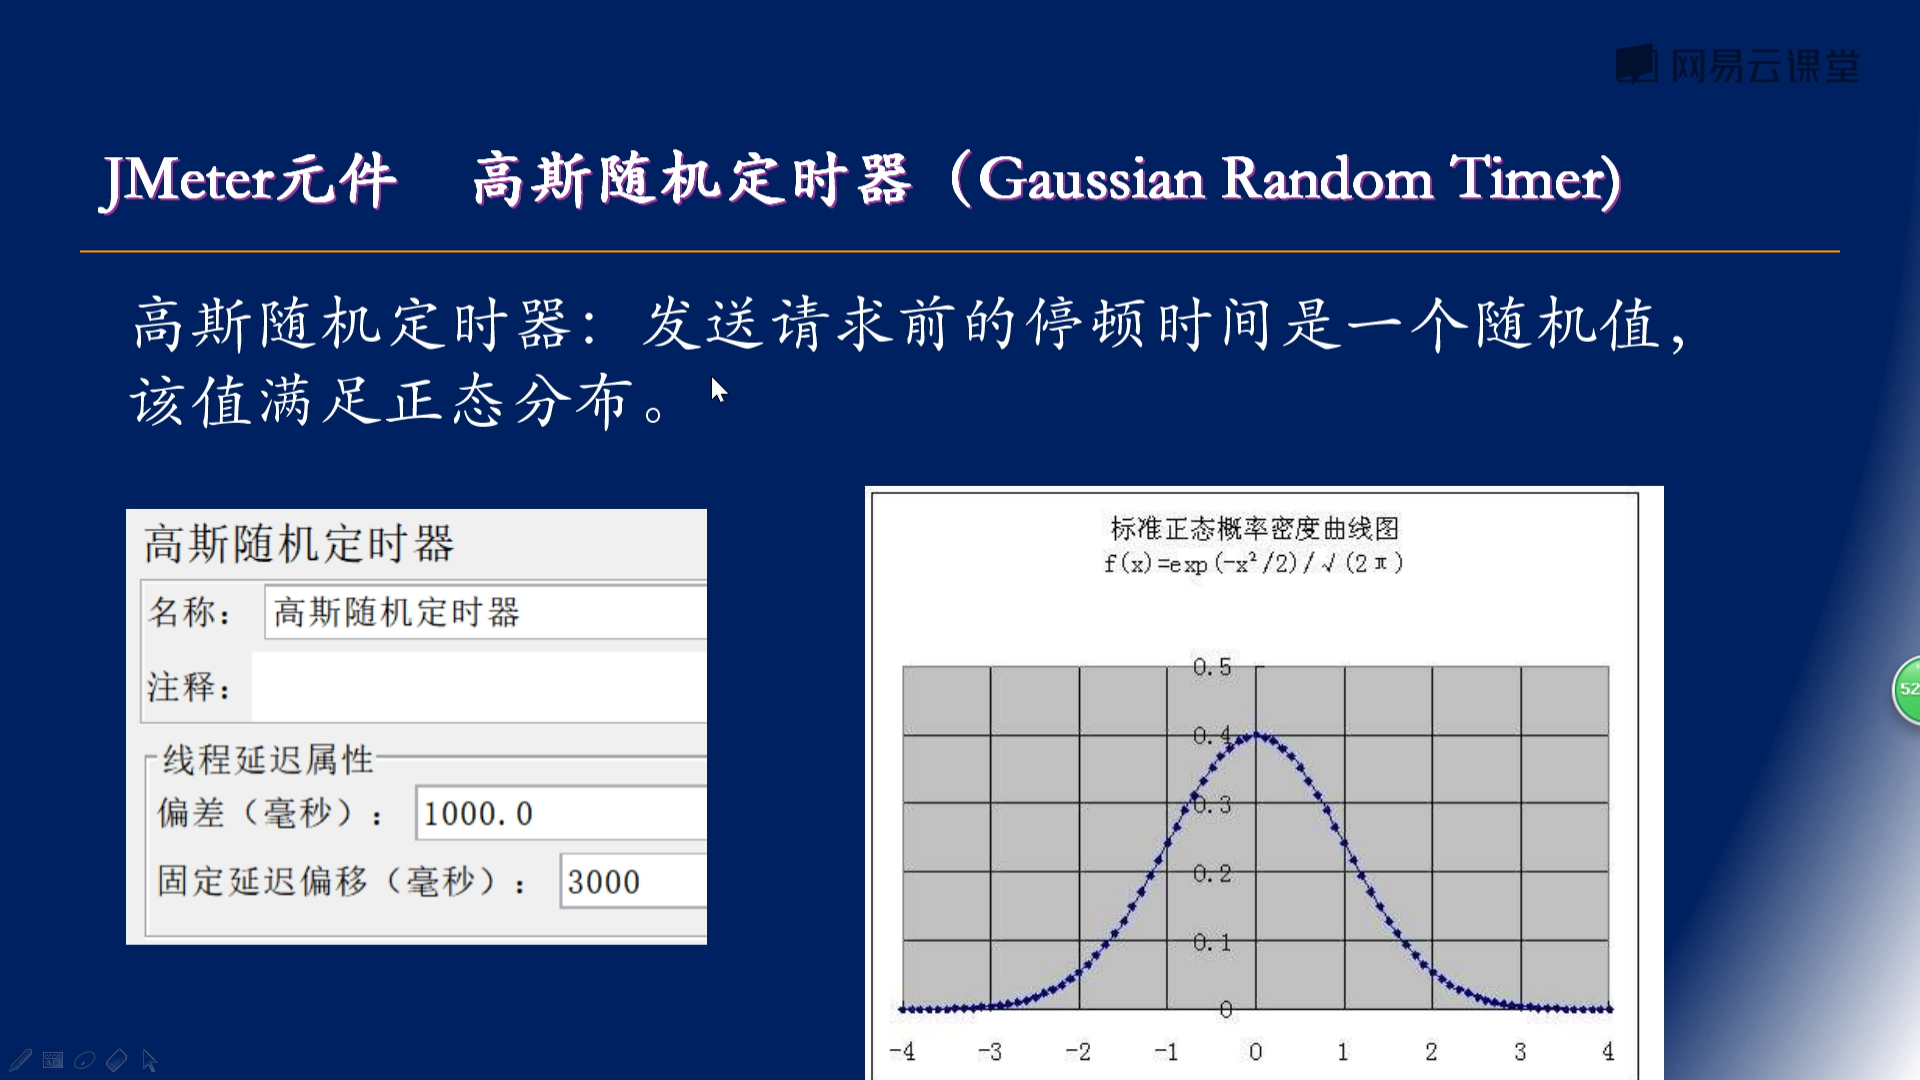 网易云课堂
JMeter元件 高斯随机定时器（Gaussian Random Timer)
高斯随机定时器：发送请求前的停顿时间是一个随机值，
该值满足正态分布。
高斯随机定时器
名称： 高斯随机定时器
注释：
线程延迟属性
偏差（毫秒）： 1000.0
固定延迟偏移（毫秒）： 3000
标准正态概率密度曲线图
f(x)=exp(-x²/2)/√(2π)
0.5
0.4
0.3
0.2
0.1
0
-4 -3 -2 -1 0 1 2 3 4
52